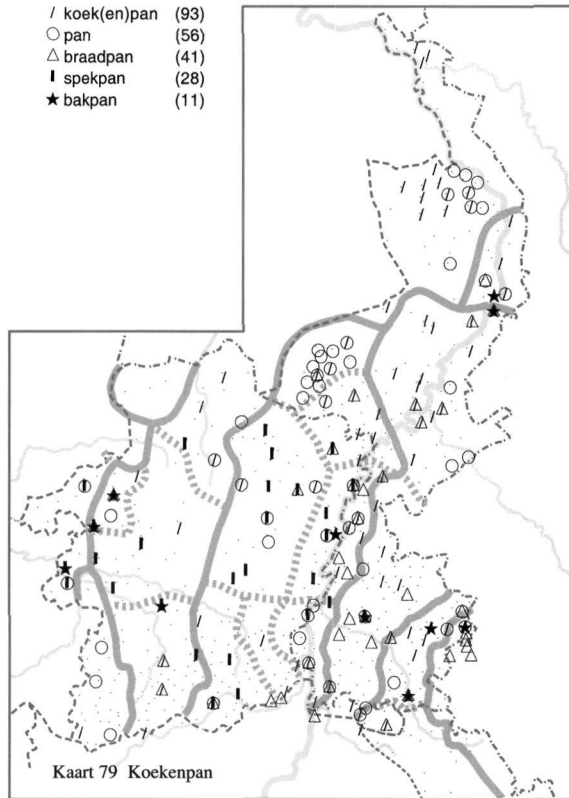 / koek(en)pan (93)
○ pan (56)
△ braadpan (41)
▮ spekpan (28)
★ bakpan (11)
Kaart 79 Koekenpan